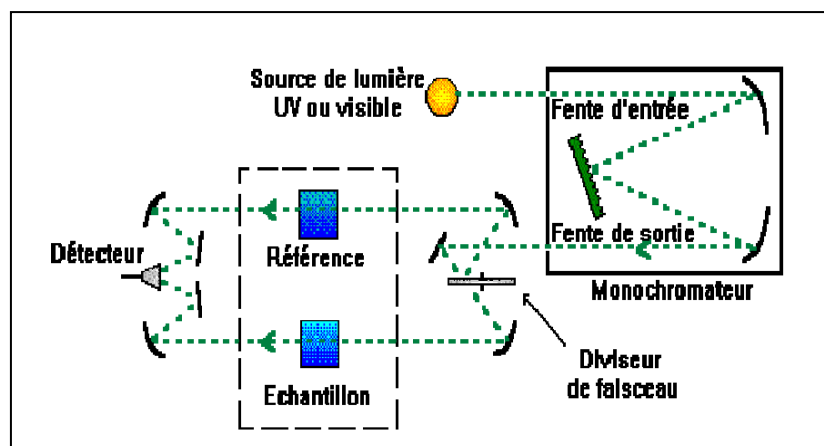 Source de lumière
UV ou visible
Fente d'entrée
Fente de sortie
Monochromateur
Détecteur
Référence
Echantillon
Diviseur
de faisceau